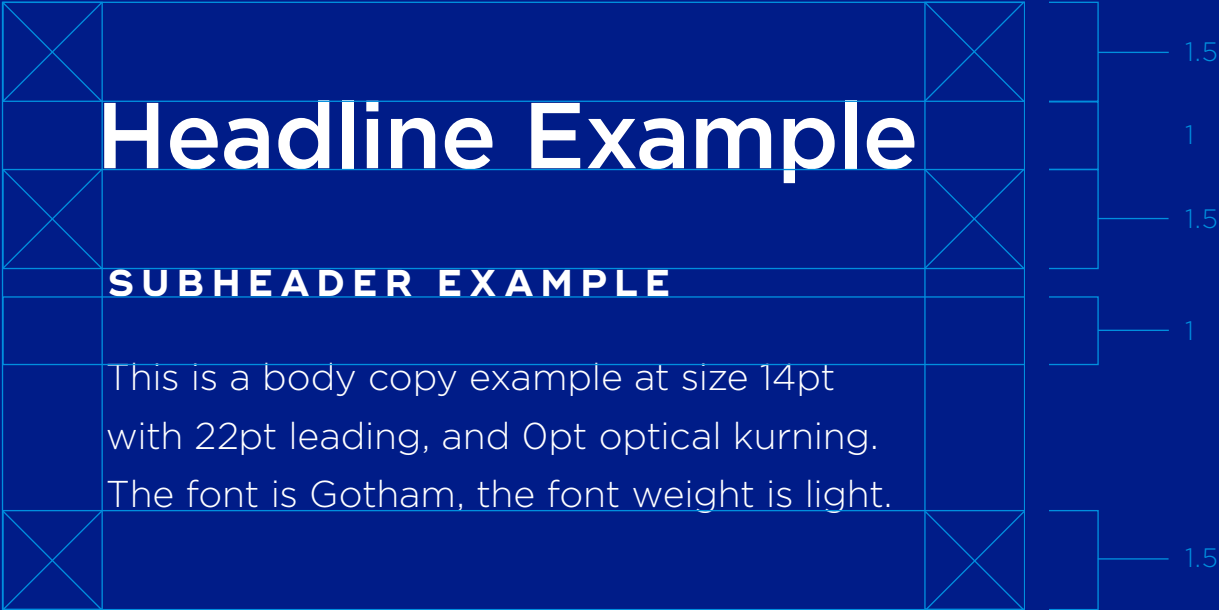 1.5
Headline Example
1
1.5
SUBHEADER EXAMPLE
1
This is a body copy example at size 14pt
with 22pt leading, and 0pt optical kurning.
The font is Gotham, the font weight is light.
1.5